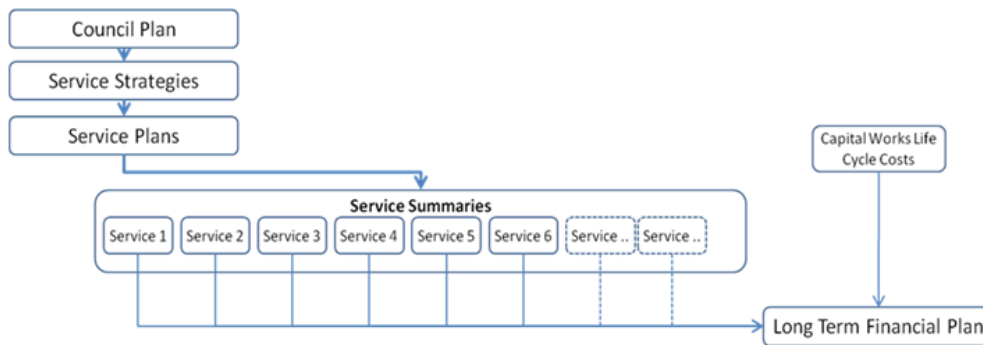 Council Plan
Service Strategies
Service Plans
Capital Works Life
Cycle Costs
Service Summaries
Service 1
Service 2
Service 3
Service 4
Service 5
Service 6
Service ..
Service ..
Long Term Financial Plan